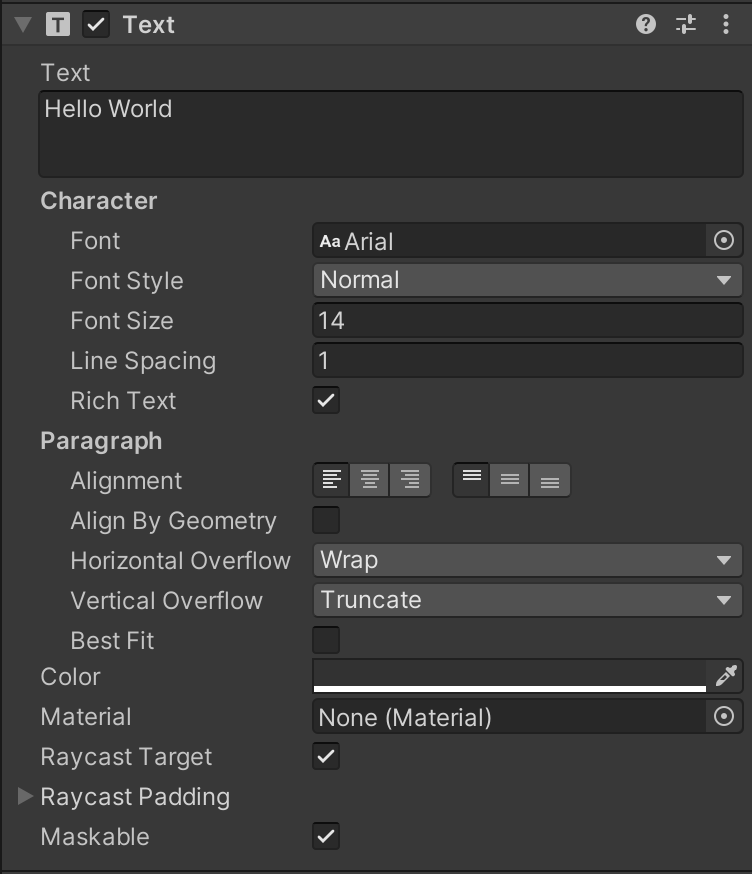 Text
Text
Hello World
Character
Font Aa Arial
Font Style Normal
Font Size 14
Line Spacing 1
Rich Text
Paragraph
Alignment
Align By Geometry
Horizontal Overflow Wrap
Vertical Overflow Truncate
Best Fit
Color
Material None (Material)
Raycast Target
Raycast Padding
Maskable